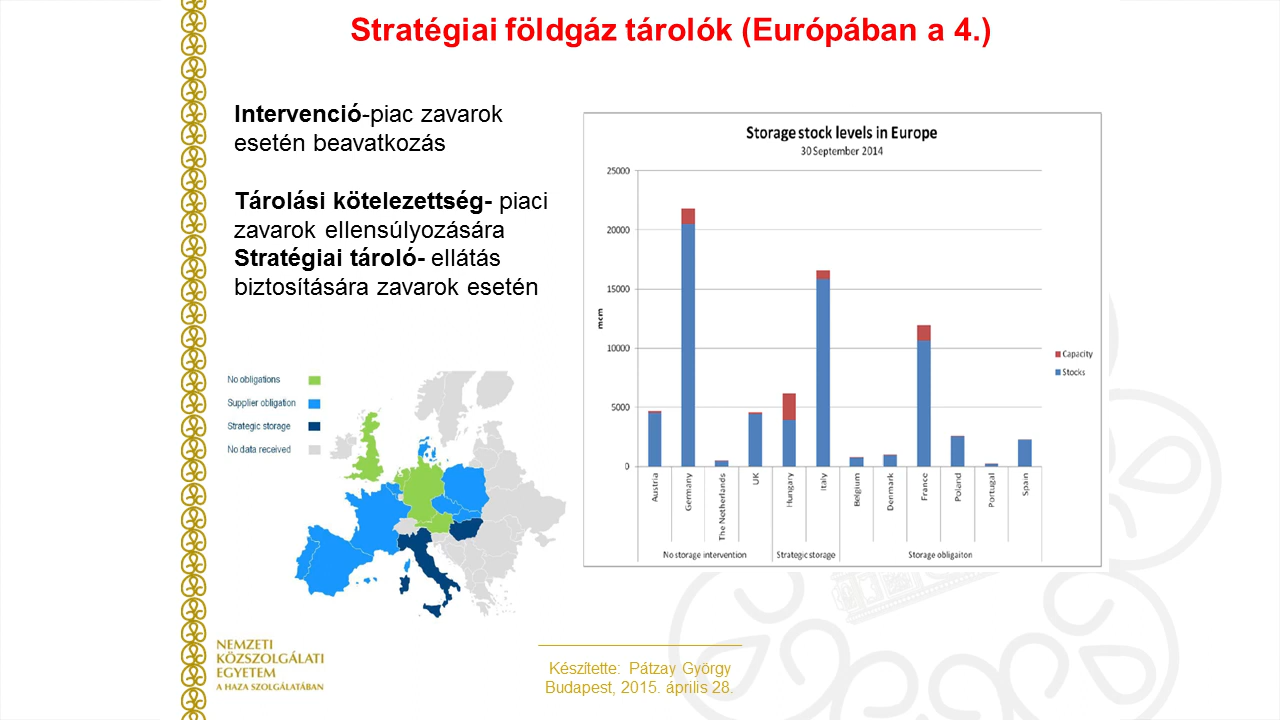 Stratégiai földgáz tárolók (Európában a 4.)
Intervenció-piac zavarok
esetén beavatkozás
Tárolási kötelezettség- piaci
zavarok ellensúlyozására
Stratégiai tároló- ellátás
biztosítására zavarok esetén
No obligations
Supplier obligation
Strategic storage
No data received
Storage stock levels in Europe
30 September 2014
25000
20000
15000
10000
5000
0
mcm
Capacity
Stocks
Austria
Germany
The Netherlands
UK
Hungary
Italy
Belgium
Denmark
France
Poland
Portugal
Spain
No storage intervention
Strategic storage
Storage obligaiton
NEMZETI
KÖZSZOLGÁLATI
EGYETEM
A HAZA SZOLGÁLATÁBAN
Készítette: Pátzay György
Budapest, 2015. április 28.